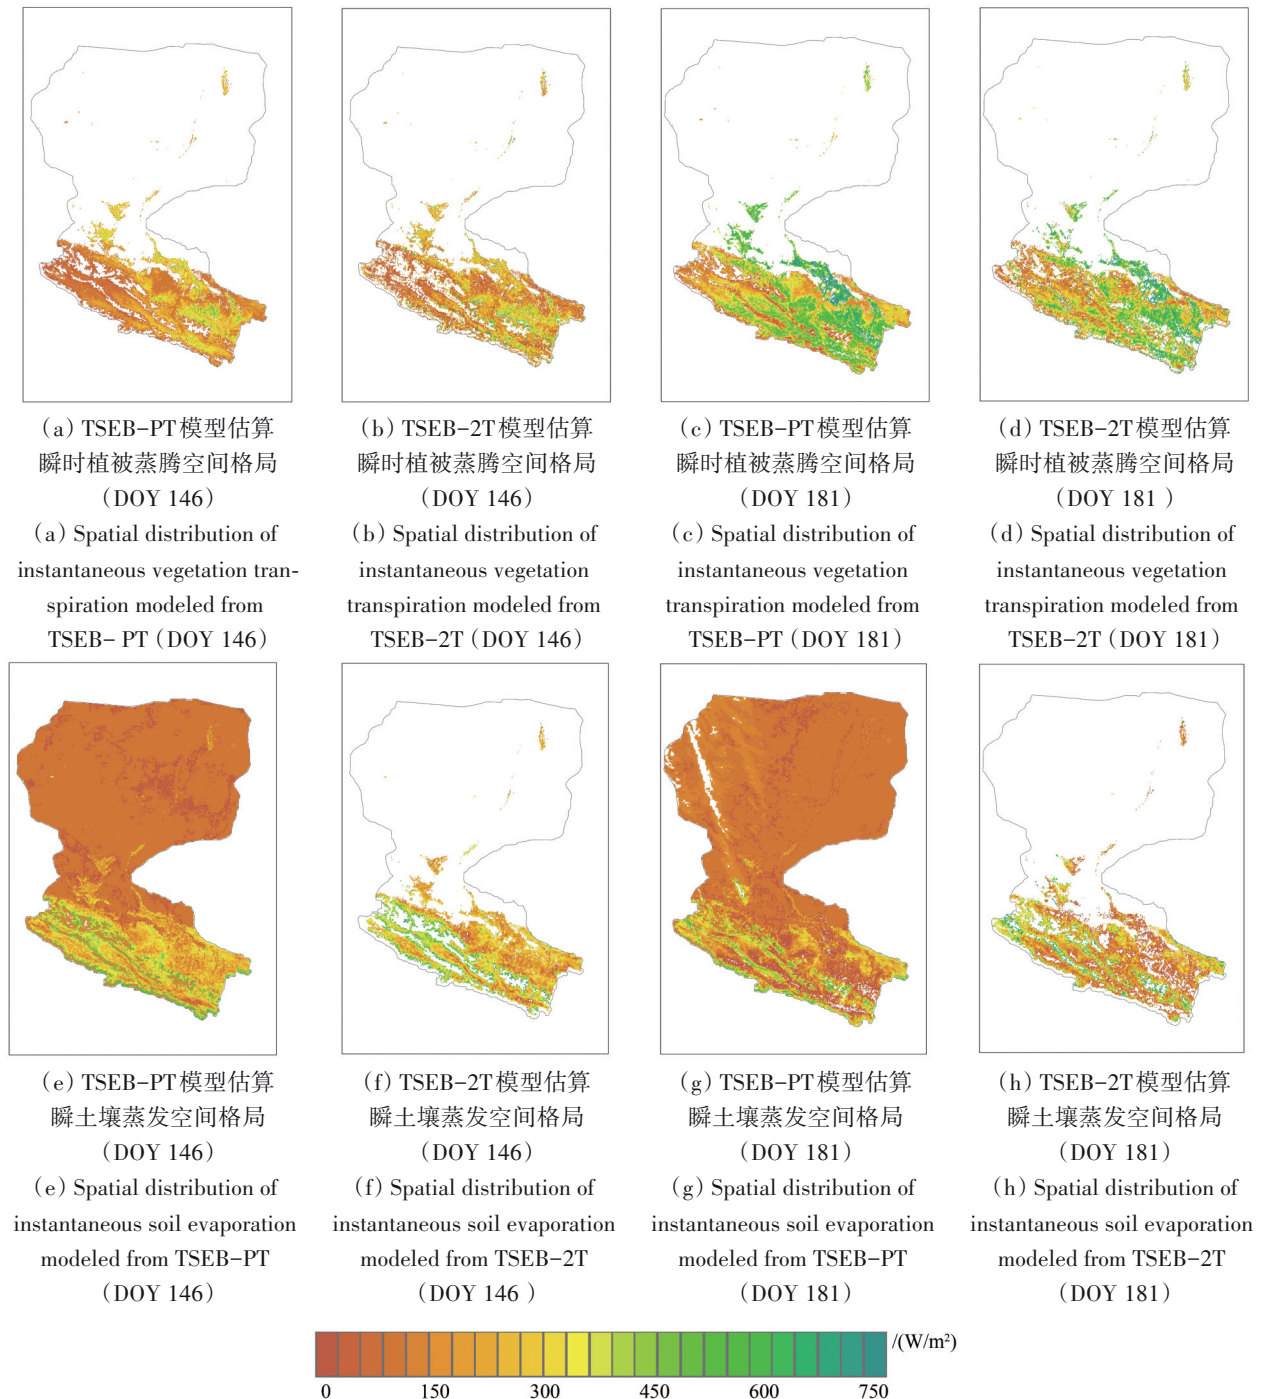 (a) TSEB-PT模型估算
瞬时植被蒸腾空间格局
(DOY 146)
(a) Spatial distribution of
instantaneous vegetation tran-
spiration modeled from
TSEB- PT (DOY 146)
(b) TSEB-2T模型估算
瞬时植被蒸腾空间格局
(DOY 146)
(b) Spatial distribution of
instantaneous vegetation
transpiration modeled from
TSEB-2T (DOY 146)
(c) TSEB-PT模型估算
瞬时植被蒸腾空间格局
(DOY 181)
(c) Spatial distribution of
instantaneous vegetation
transpiration modeled from
TSEB-PT (DOY 181)
(d) TSEB-2T模型估算
瞬时植被蒸腾空间格局
(DOY 181 )
(d) Spatial distribution of
instantaneous vegetation
transpiration modeled from
TSEB-2T (DOY 181)
(e) TSEB-PT模型估算
瞬土壤蒸发空间格局
(DOY 146)
(e) Spatial distribution of
instantaneous soil evaporation
modeled from TSEB-PT
(DOY 146)
(f) TSEB-2T模型估算
瞬土壤蒸发空间格局
(DOY 146)
(f) Spatial distribution of
instantaneous soil evaporation
modeled from TSEB-2T
(DOY 146 )
(g) TSEB-PT模型估算
瞬土壤蒸发空间格局
(DOY 181)
(g) Spatial distribution of
instantaneous soil evaporation
modeled from TSEB-PT
(DOY 181)
(h) TSEB-2T模型估算
瞬土壤蒸发空间格局
(DOY 181)
(h) Spatial distribution of
instantaneous soil evaporation
modeled from TSEB-2T
(DOY 181)
/(W/m²)
0 150 300 450 600 750